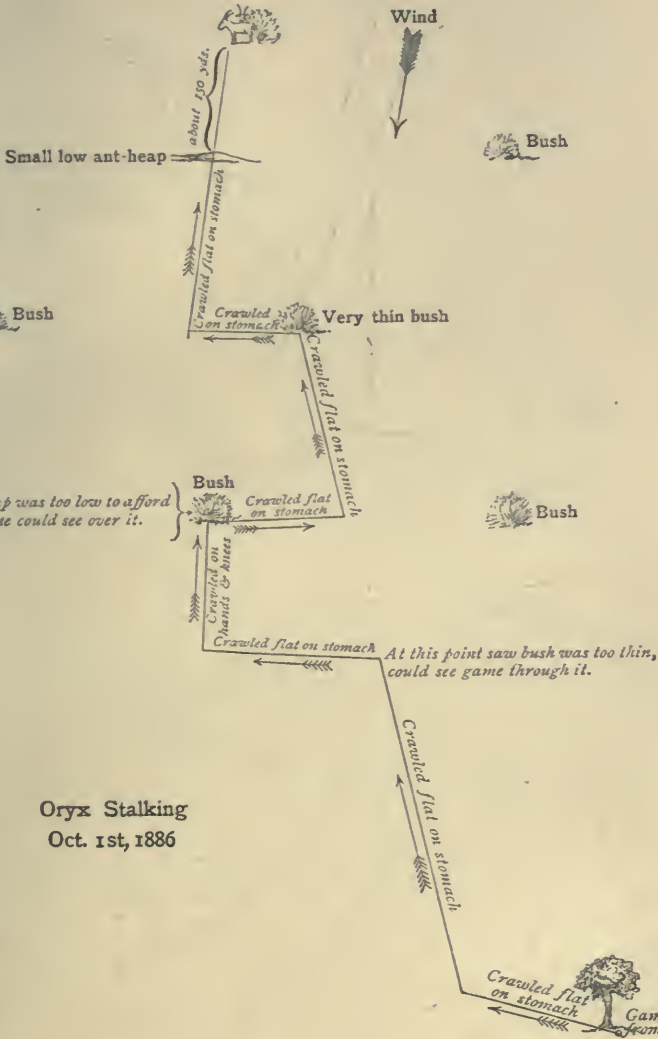 Wind
about 150 yds.
Small low ant-heap
Bush
Crawled flat on stomach
Bush
Crawled
on stomach
Very thin bush
Crawled flat on stomach
Bush
was too low to afford
could see over it.
Crawled flat
on stomach
Bush
Crawled on
hands & knees
Crawled flat on stomach
At this point saw bush was too thin,
could see game through it.
Crawled flat on stomach
Oryx Stalking
Oct. 1st, 1886
Crawled flat
on stomach